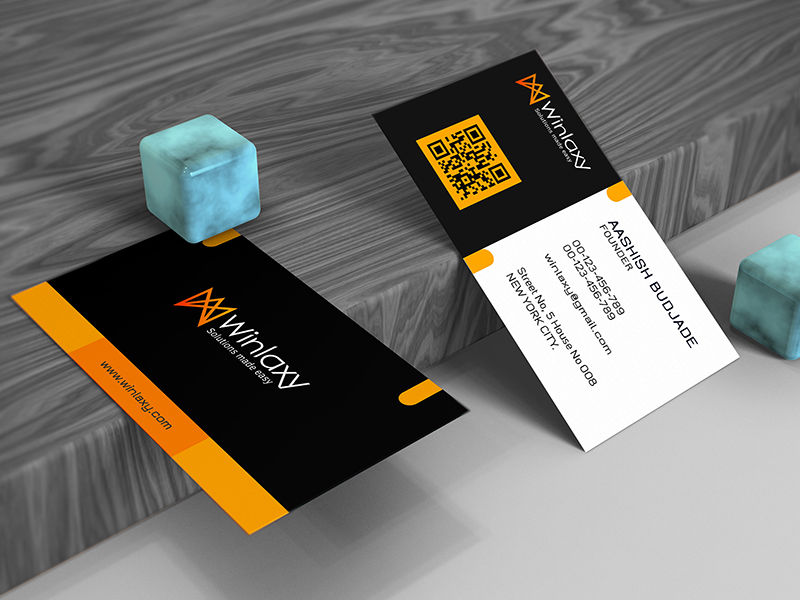 Winlaxy
Solutions made easy
www.winlaxy.com
Winlaxy
Solutions made easy
AASHISH BUDJADE
FOUNDER
00-123-456-789
00-123-456-789
winlaxy@gmail.com
Street No, 5 House No 008
NEW YORK CITY.